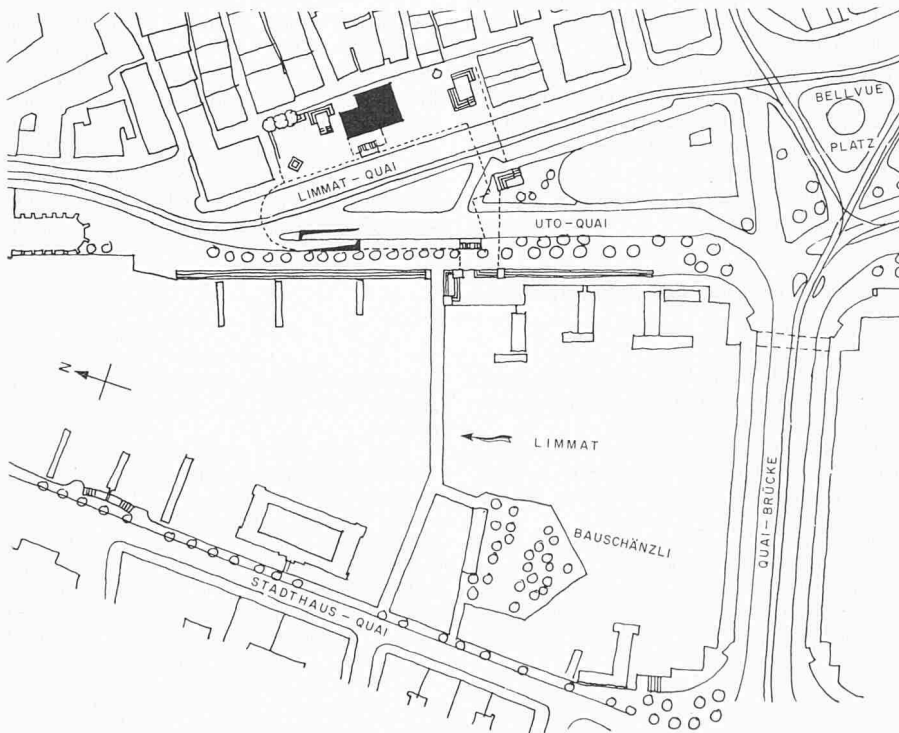 BELLVUE
PLATZ
LIMMAT-QUAI
UTO-QUAI
N
LIMMAT
BAUSCHÄNZLI
QUAI-BRÜCKE
STADTHAUS-QUAI